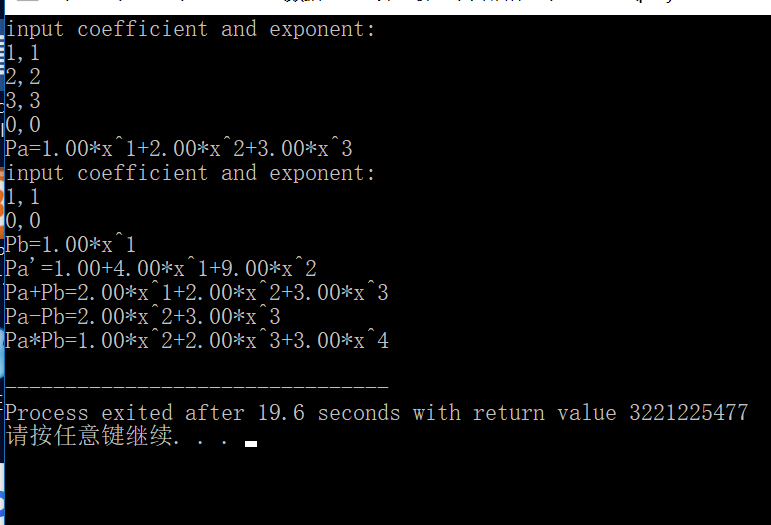 input coefficient and exponent:
1,1
2,2
3,3
0,0
Pa=1.00*x^1+2.00*x^2+3.00*x^3
input coefficient and exponent:
1,1
0,0
Pb=1.00*x^1
Pa'=1.00+4.00*x^1+9.00*x^2
Pa+Pb=2.00*x^1+2.00*x^2+3.00*x^3
Pa-Pb=2.00*x^2+3.00*x^3
Pa*Pb=1.00*x^2+2.00*x^3+3.00*x^4
--------------------------------
Process exited after 19.6 seconds with return value 3221225477
请按任意键继续. . .